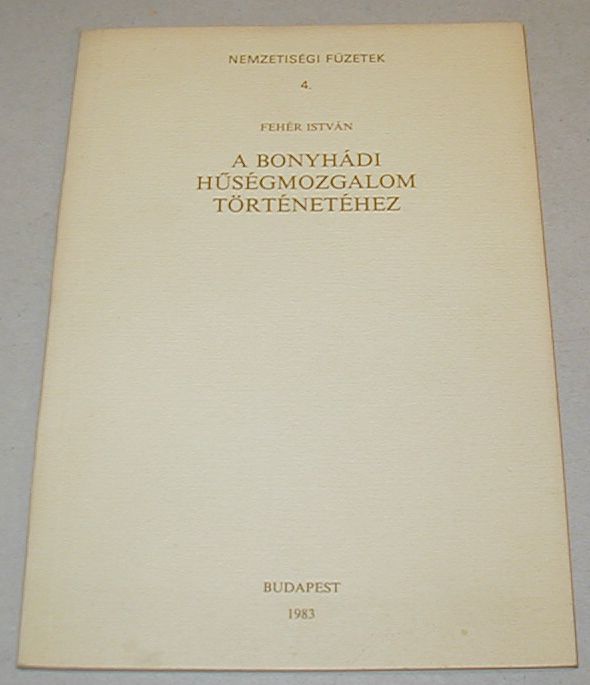 NEMZETISÉGI FÜZETEK
4.
FEHÉR ISTVÁN
A BONYHÁDI
HŰSÉGMOZGALOM
TÖRTÉNETÉHEZ
BUDAPEST
1983